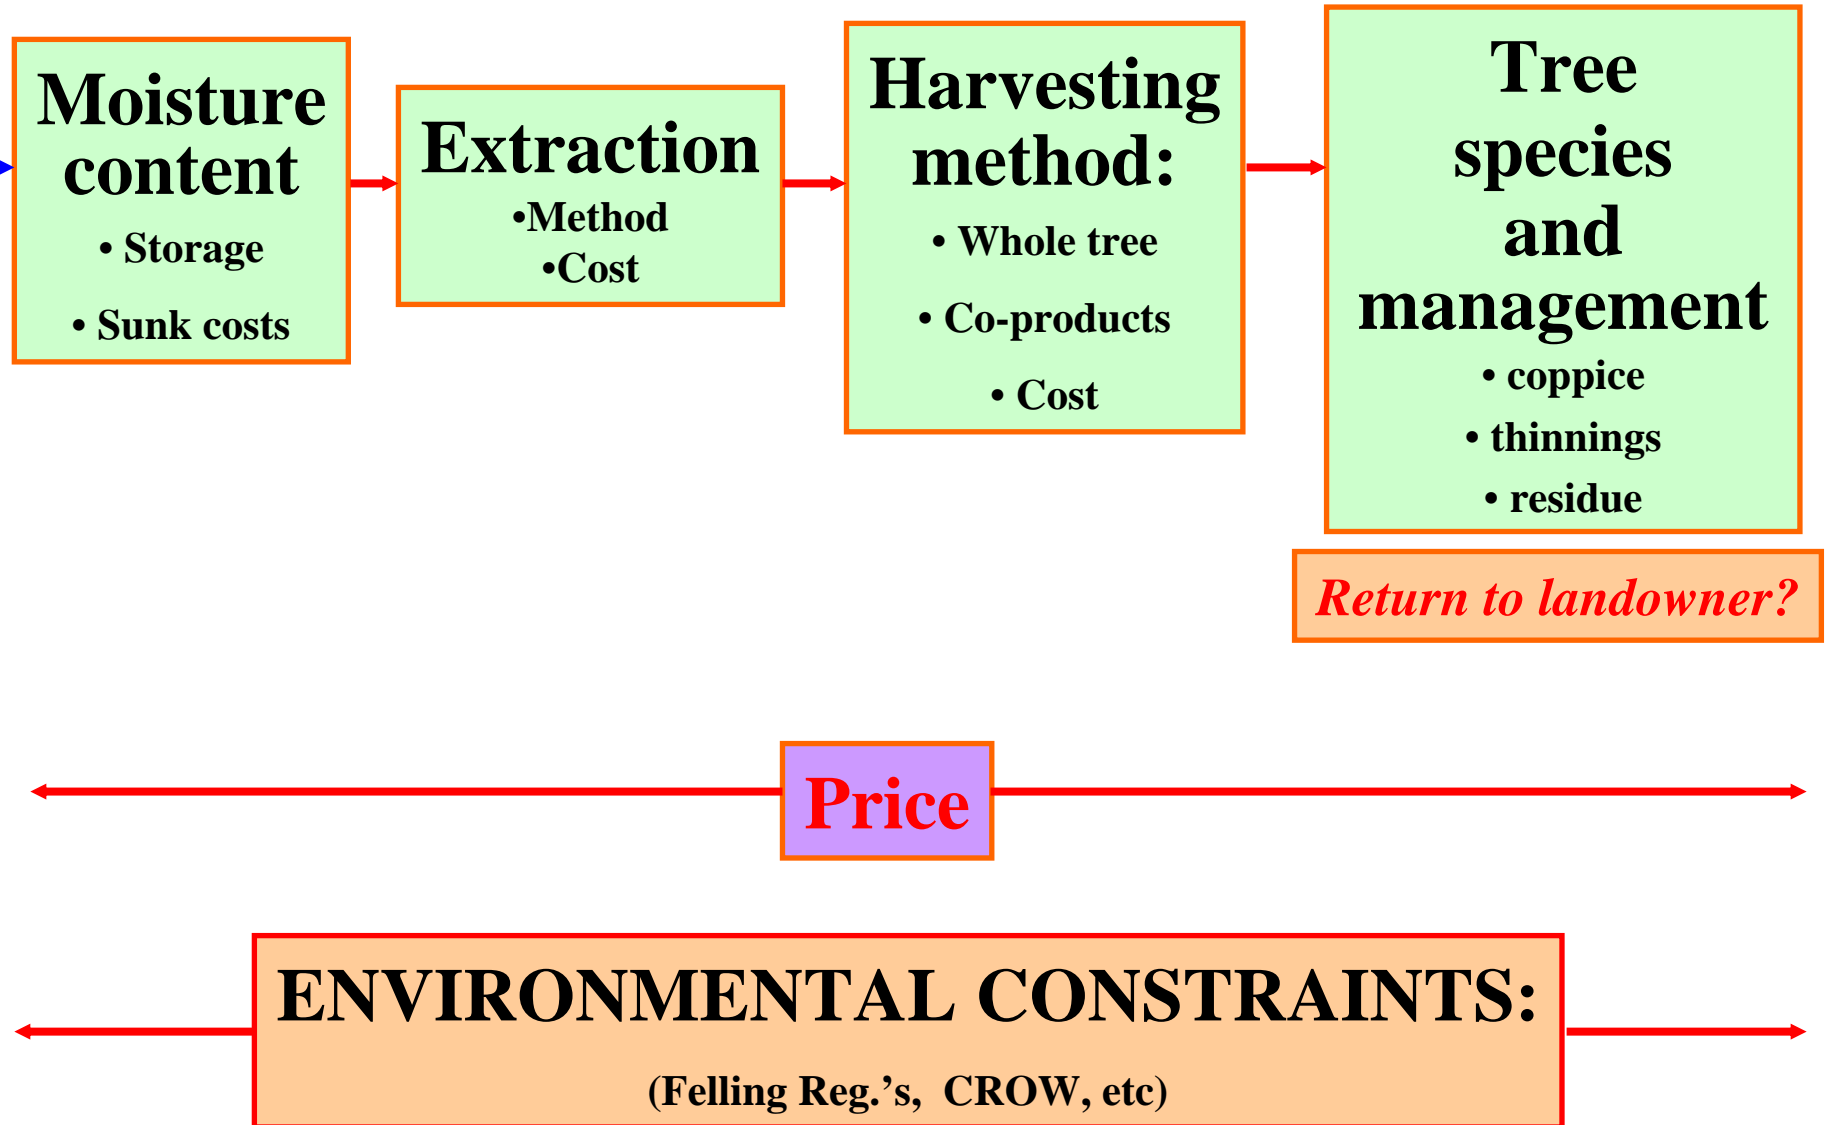 Moisture
content
• Storage
• Sunk costs
Extraction
•Method
•Cost
Harvesting
method:
• Whole tree
• Co-products
• Cost
Tree
species
and
management
• coppice
• thinnings
• residue
Return to landowner?
Price
ENVIRONMENTAL CONSTRAINTS:
(Felling Reg.’s, CROW, etc)